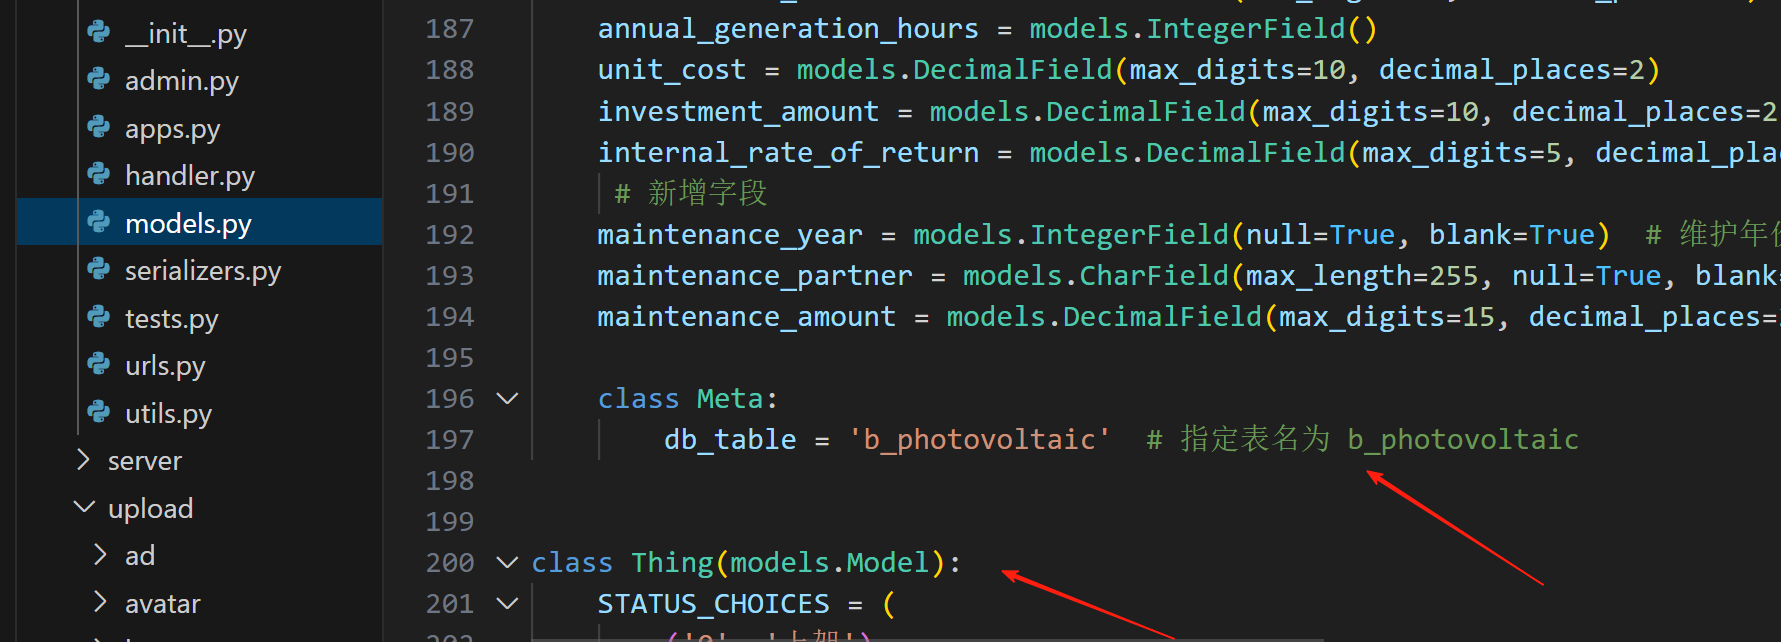 __init__.py
admin.py
apps.py
handler.py
models.py
serializers.py
tests.py
urls.py
utils.py
server
upload
ad
avatar
187 annual_generation_hours = models.IntegerField()
188 unit_cost = models.DecimalField(max_digits=10, decimal_places=2)
189 investment_amount = models.DecimalField(max_digits=10, decimal_places=2
190 internal_rate_of_return = models.DecimalField(max_digits=5, decimal_pla
191 # 新增字段
192 maintenance_year = models.IntegerField(null=True, blank=True) # 维护年份
193 maintenance_partner = models.CharField(max_length=255, null=True, blank=
194 maintenance_amount = models.DecimalField(max_digits=15, decimal_places=
195
196 class Meta:
197 db_table = 'b_photovoltaic' # 指定表名为 b_photovoltaic
198
199
200 class Thing(models.Model):
201 STATUS_CHOICES = (
202 ('0', '上架'),